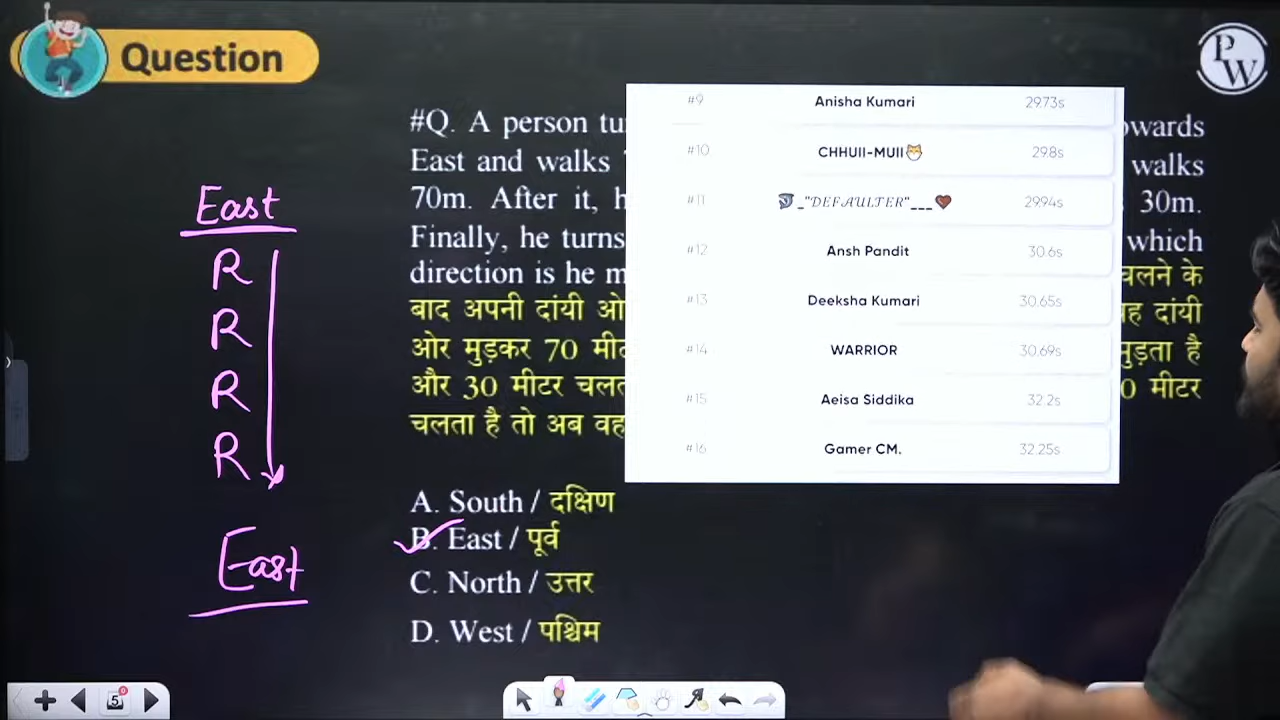 Question
PW
#Q. A person tu
owards
East and walks
walks
70m. After it, h
30m.
Finally, he turns
which
direction is he m
चलने के
बाद अपनी दांयी ओ
ह दांयी
ओर मुड़कर 70 मीट
मुड़ता है
और 30 मीटर चलत
0 मीटर
चलता है तो अब वह
#9 Anisha Kumari 29.73s
#10 CHHUII-MUII🐱 29.8s
#11 _"DEFAULTER"___ 29.94s
#12 Ansh Pandit 30.6s
#13 Deeksha Kumari 30.65s
#14 WARRIOR 30.69s
#15 Aeisa Siddika 32.2s
#16 Gamer CM. 32.25s
East
R
R
R
R
East
A. South / दक्षिण
B. East / पूर्व
C. North / उत्तर
D. West / पश्चिम
5